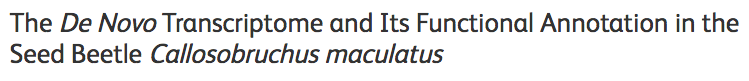 The De Novo Transcriptome and Its Functional Annotation in the
Seed Beetle Callosobruchus maculatus